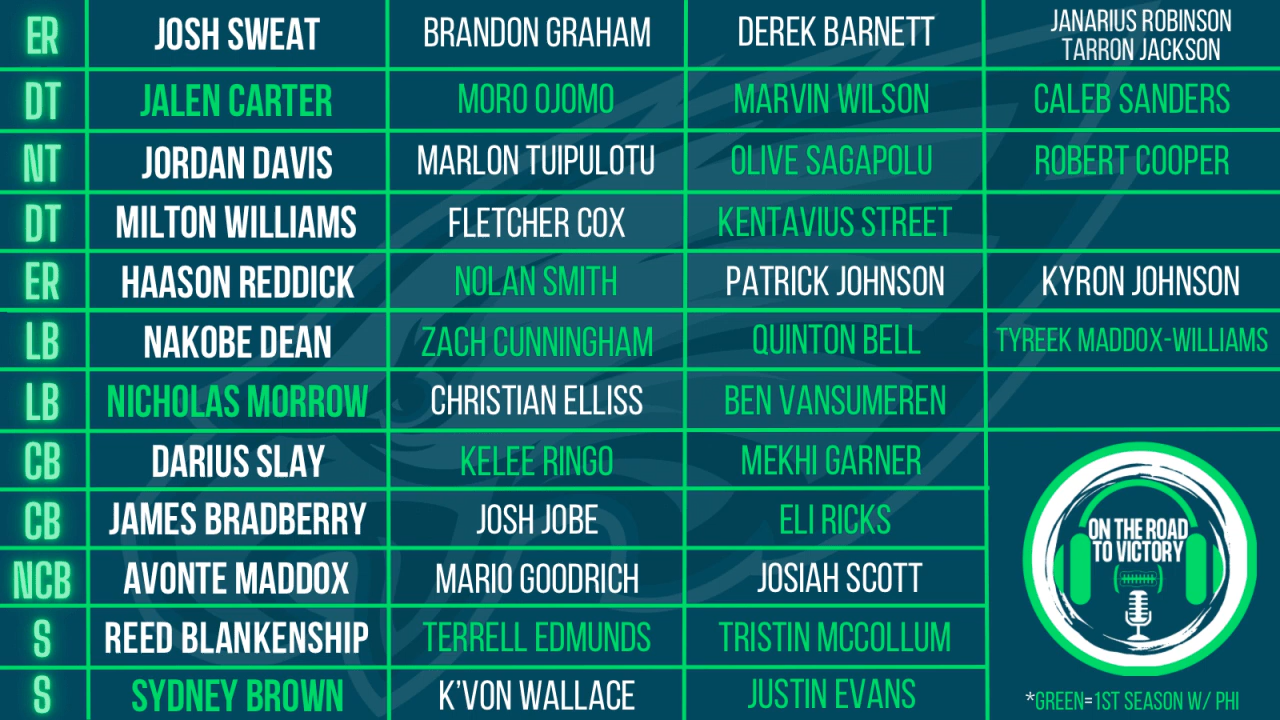 ER JOSH SWEAT BRANDON GRAHAM DEREK BARNETT JANARIUS ROBINSON
TARRON JACKSON
DT JALEN CARTER MORO OJOMO MARVIN WILSON CALEB SANDERS
NT JORDAN DAVIS MARLON TUIPULOTU OLIVE SAGAPOLU ROBERT COOPER
DT MILTON WILLIAMS FLETCHER COX KENTAVIUS STREET
ER HAASON REDDICK NOLAN SMITH PATRICK JOHNSON KYRON JOHNSON
LB NAKOBE DEAN ZACH CUNNINGHAM QUINTON BELL TYREEK MADDOX-WILLIAMS
LB NICHOLAS MORROW CHRISTIAN ELLISS BEN VANSUMEREN
CB DARIUS SLAY KELEE RINGO MEKHI GARNER
CB JAMES BRADBERRY JOSH JOBE ELI RICKS
NCB AVONTE MADDOX MARIO GOODRICH JOSIAH SCOTT
S REED BLANKENSHIP TERRELL EDMUNDS TRISTIN MCCOLLUM
S SYDNEY BROWN K'VON WALLACE JUSTIN EVANS
ON THE ROAD
TO VICTORY
*GREEN=1ST SEASON W/ PHI